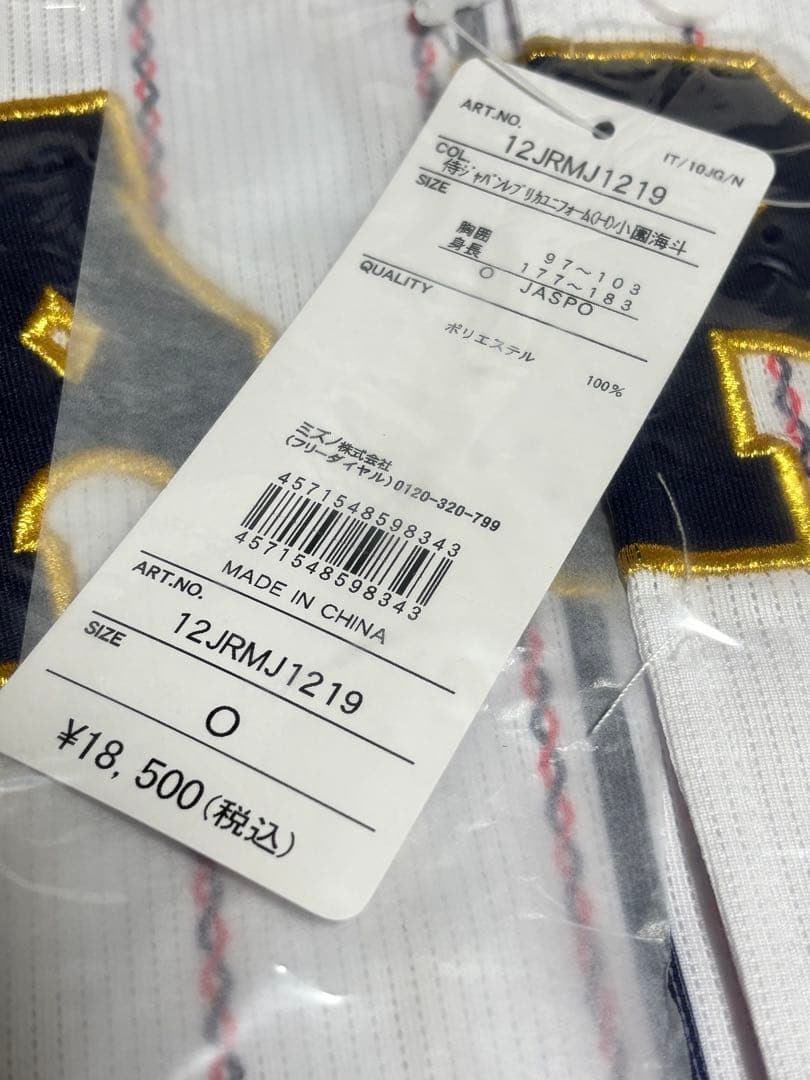 ART.NO.
12JRMJ1219
IT/10JG/N
COL.
侍ジャパンレプリカユニフォーム(H)小園海斗
SIZE
胸囲 97～103
身長 177～183
O JASPO
QUALITY
ポリエステル 100%
ミズノ株式会社
(フリーダイヤル)0120-320-799
4571548598343
4571548598343
MADE IN CHINA
ART.NO.
12JRMJ1219
SIZE
O
¥18,500(税込)